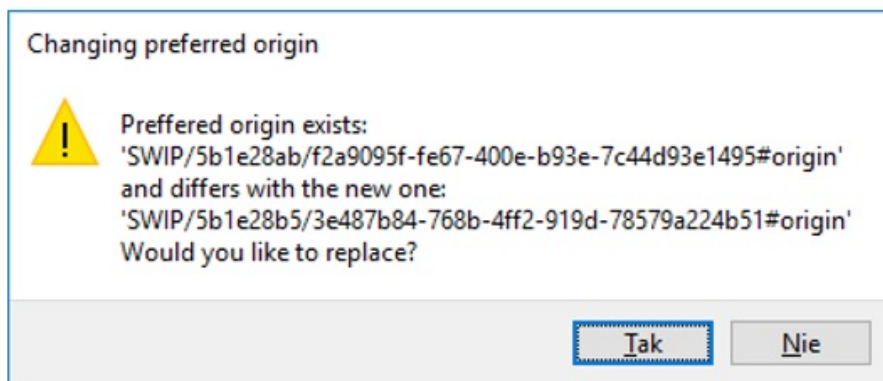 Changing preferred origin
Preffered origin exists:
'SWIP/5b1e28ab/f2a9095f-fe67-400e-b93e-7c44d93e1495#origin'
and differs with the new one:
'SWIP/5b1e28b5/3e487b84-768b-4ff2-919d-78579a224b51#origin'
Would you like to replace?
Tak Nie